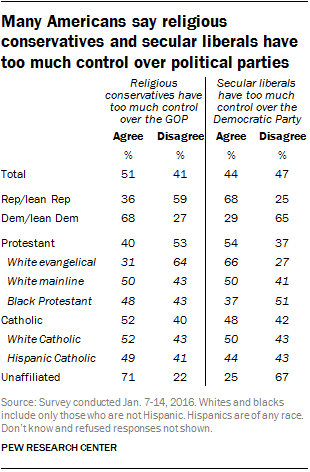 Many Americans say religious
conservatives and secular liberals have
too much control over political parties
Religious conservatives have too much control over the GOP
Secular liberals have too much control over the Democratic Party
Agree Disagree Agree Disagree
% % % %
Total 51 41 44 47
Rep/lean Rep 36 59 68 25
Dem/lean Dem 68 27 29 65
Protestant 40 53 54 37
White evangelical 31 64 66 27
White mainline 50 43 50 41
Black Protestant 48 43 37 51
Catholic 52 40 48 42
White Catholic 52 43 50 43
Hispanic Catholic 49 41 44 43
Unaffiliated 71 22 25 67
Source: Survey conducted Jan. 7-14, 2016. Whites and blacks
include only those who are not Hispanic. Hispanics are of any race.
Don't know and refused responses not shown.
PEW RESEARCH CENTER